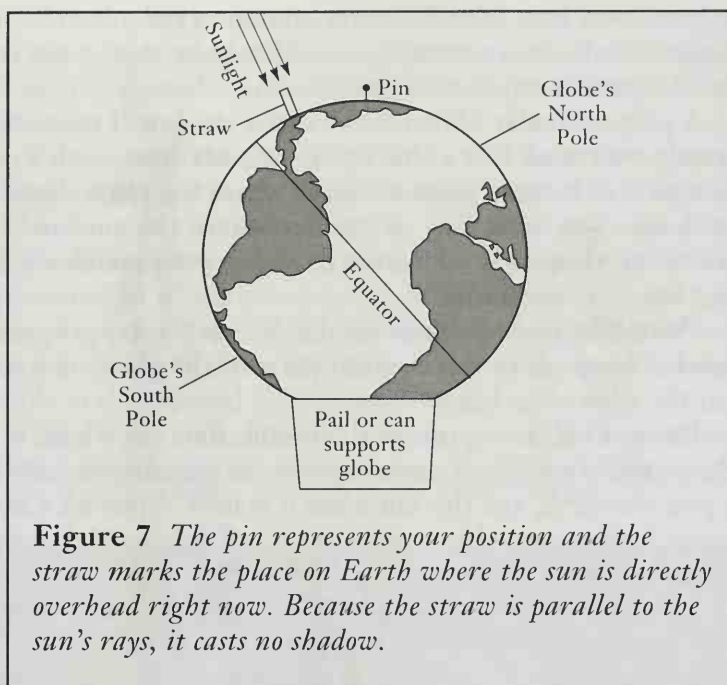 Sunlight
Pin
Straw
Globe's
North
Pole
Equator
Globe's
South
Pole
Pail or can
supports
globe
Figure 7 The pin represents your position and the
straw marks the place on Earth where the sun is directly
overhead right now. Because the straw is parallel to the
sun's rays, it casts no shadow.